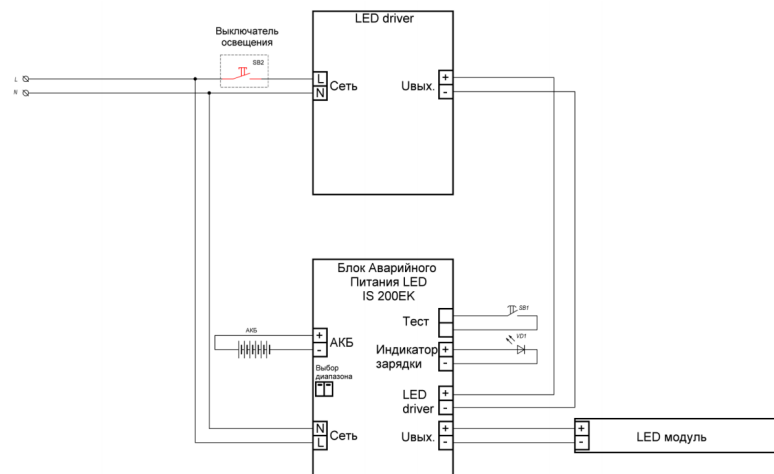 LED driver
Выключатель
освещения
SB2
L
N
L
N
Сеть
Uвых.
+
-
Блок Аварийного
Питания LED
IS 200EK
Тест
SB1
АКБ
+
-
АКБ
Индикатор
зарядки
+
-
VD1
Выбор
диапазона
LED
driver
+
-
N
L
Сеть
Uвых.
+
-
+
-
LED модуль